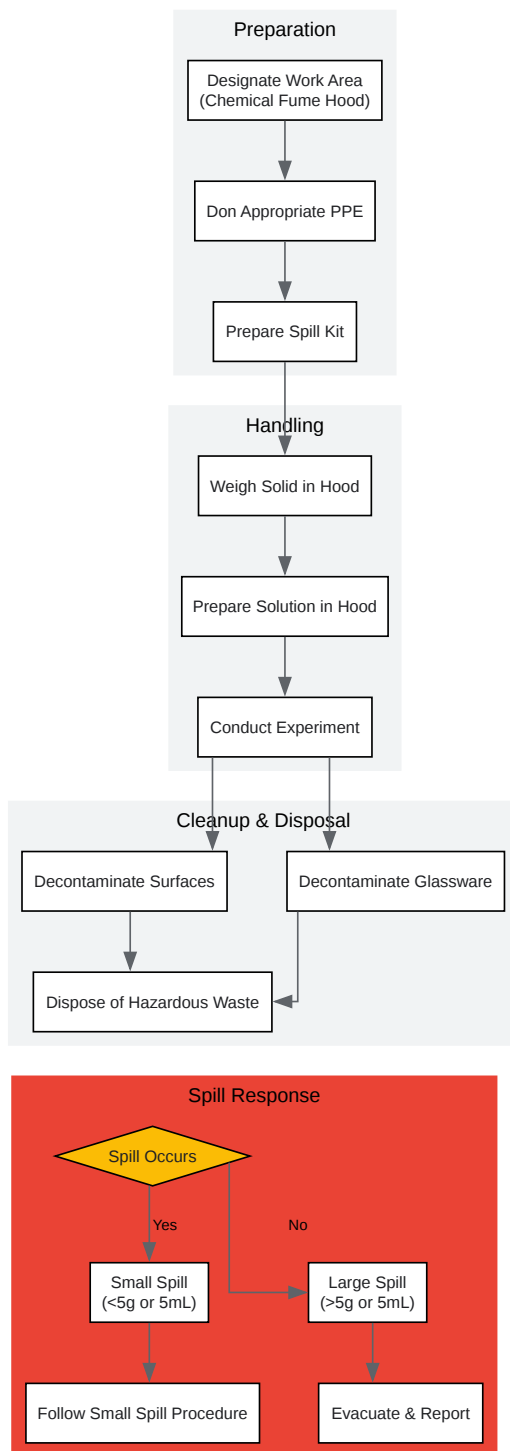 Preparation
Designate Work Area
(Chemical Fume Hood)
Don Appropriate PPE
Prepare Spill Kit
Handling
Weigh Solid in Hood
Prepare Solution in Hood
Conduct Experiment
Cleanup & Disposal
Decontaminate Surfaces
Decontaminate Glassware
Dispose of Hazardous Waste
Spill Response
Spill Occurs
Yes
No
Small Spill
(<5g or 5mL)
Large Spill
(>5g or 5mL)
Follow Small Spill Procedure
Evacuate & Report